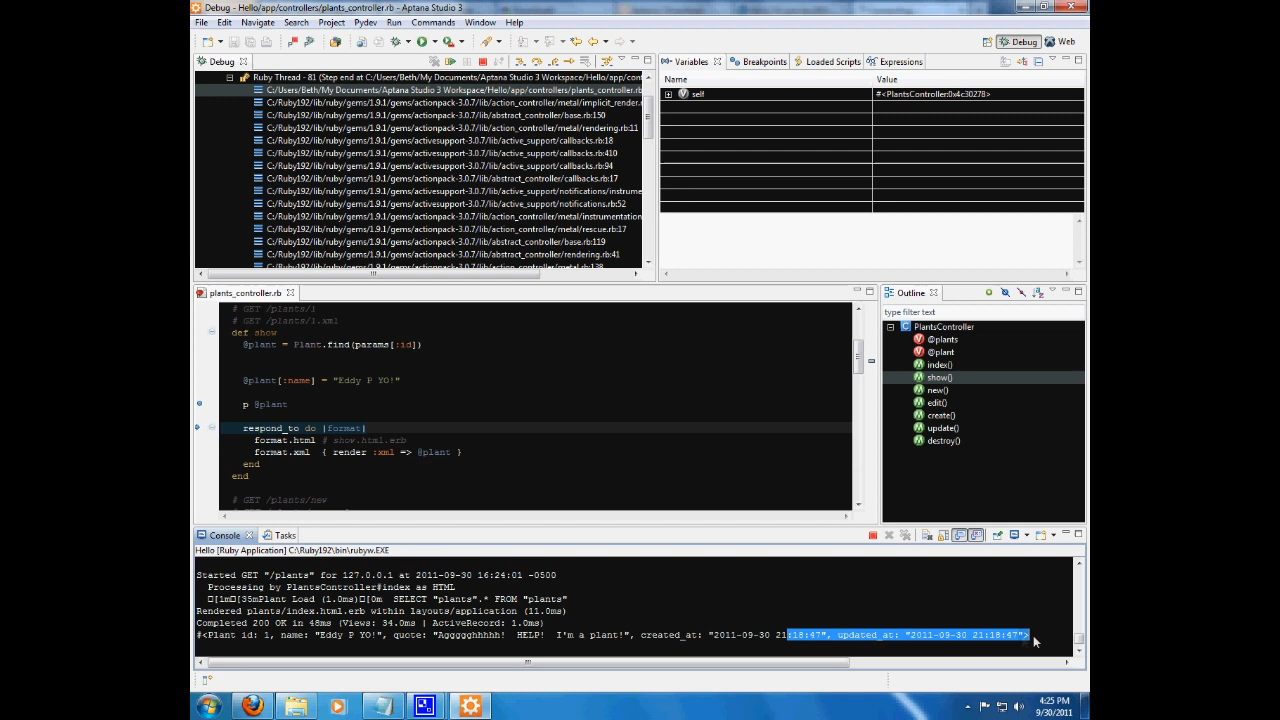 Debug - Hello/app/controllers/plants_controller.rb - Aptana Studio 3
File Edit Navigate Search Project Pydev Run Commands Window Help
Debug Web
Debug
Ruby Thread - 81 (Step end at C:/Users/Beth/My Documents/Aptana Studio 3 Workspace/Hello/app/cont
C:/Users/Beth/My Documents/Aptana Studio 3 Workspace/Hello/app/controllers/plants_controller.rb
C:/Ruby192/lib/ruby/gems/1.9.1/gems/actionpack-3.0.7/lib/action_controller/metal/implicit_render.
C:/Ruby192/lib/ruby/gems/1.9.1/gems/actionpack-3.0.7/lib/abstract_controller/base.rb:150
C:/Ruby192/lib/ruby/gems/1.9.1/gems/actionpack-3.0.7/lib/action_controller/metal/rendering.rb:11
C:/Ruby192/lib/ruby/gems/1.9.1/gems/activesupport-3.0.7/lib/active_support/callbacks.rb:18
C:/Ruby192/lib/ruby/gems/1.9.1/gems/activesupport-3.0.7/lib/active_support/callbacks.rb:410
C:/Ruby192/lib/ruby/gems/1.9.1/gems/activesupport-3.0.7/lib/active_support/callbacks.rb:94
C:/Ruby192/lib/ruby/gems/1.9.1/gems/actionpack-3.0.7/lib/abstract_controller/callbacks.rb:17
C:/Ruby192/lib/ruby/gems/1.9.1/gems/activesupport-3.0.7/lib/active_support/notifications/instrume
C:/Ruby192/lib/ruby/gems/1.9.1/gems/activesupport-3.0.7/lib/active_support/notifications.rb:52
C:/Ruby192/lib/ruby/gems/1.9.1/gems/actionpack-3.0.7/lib/action_controller/metal/instrumentation
C:/Ruby192/lib/ruby/gems/1.9.1/gems/actionpack-3.0.7/lib/action_controller/metal/rescue.rb:17
C:/Ruby192/lib/ruby/gems/1.9.1/gems/actionpack-3.0.7/lib/abstract_controller/base.rb:119
C:/Ruby192/lib/ruby/gems/1.9.1/gems/actionpack-3.0.7/lib/abstract_controller/rendering.rb:41
C:/Ruby192/lib/ruby/gems/1.9.1/gems/actionpack-3.0.7/lib/action_controller/metal.rb:138
Variables Breakpoints Loaded Scripts Expressions
Name Value
self #<PlantsController:0x4c30278>
plants_controller.rb
# GET /plants/1
# GET /plants/1.xml
def show
@plant = Plant.find(params[:id])
@plant[:name] = "Eddy P YO!"
p @plant
respond_to do |format|
format.html # show.html.erb
format.xml { render :xml => @plant }
end
end
# GET /plants/new
Outline
type filter text
PlantsController
@plants
@plant
index()
show()
new()
edit()
create()
update()
destroy()
Console Tasks
Hello [Ruby Application] C:\Ruby192\bin\rubyw.EXE
Started GET "/plants" for 127.0.0.1 at 2011-09-30 16:24:01 -0500
Processing by PlantsController#index as HTML
□[1m□[35mPlant Load (1.0ms)□[0m SELECT "plants".* FROM "plants"
Rendered plants/index.html.erb within layouts/application (11.0ms)
Completed 200 OK in 48ms (Views: 34.0ms | ActiveRecord: 1.0ms)
#<Plant id: 1, name: "Eddy P YO!", quote: "Aggggghhhhh! HELP! I'm a plant!", created_at: "2011-09-30 21:18:47", updated_at: "2011-09-30 21:18:47">
4:25 PM
9/30/2011